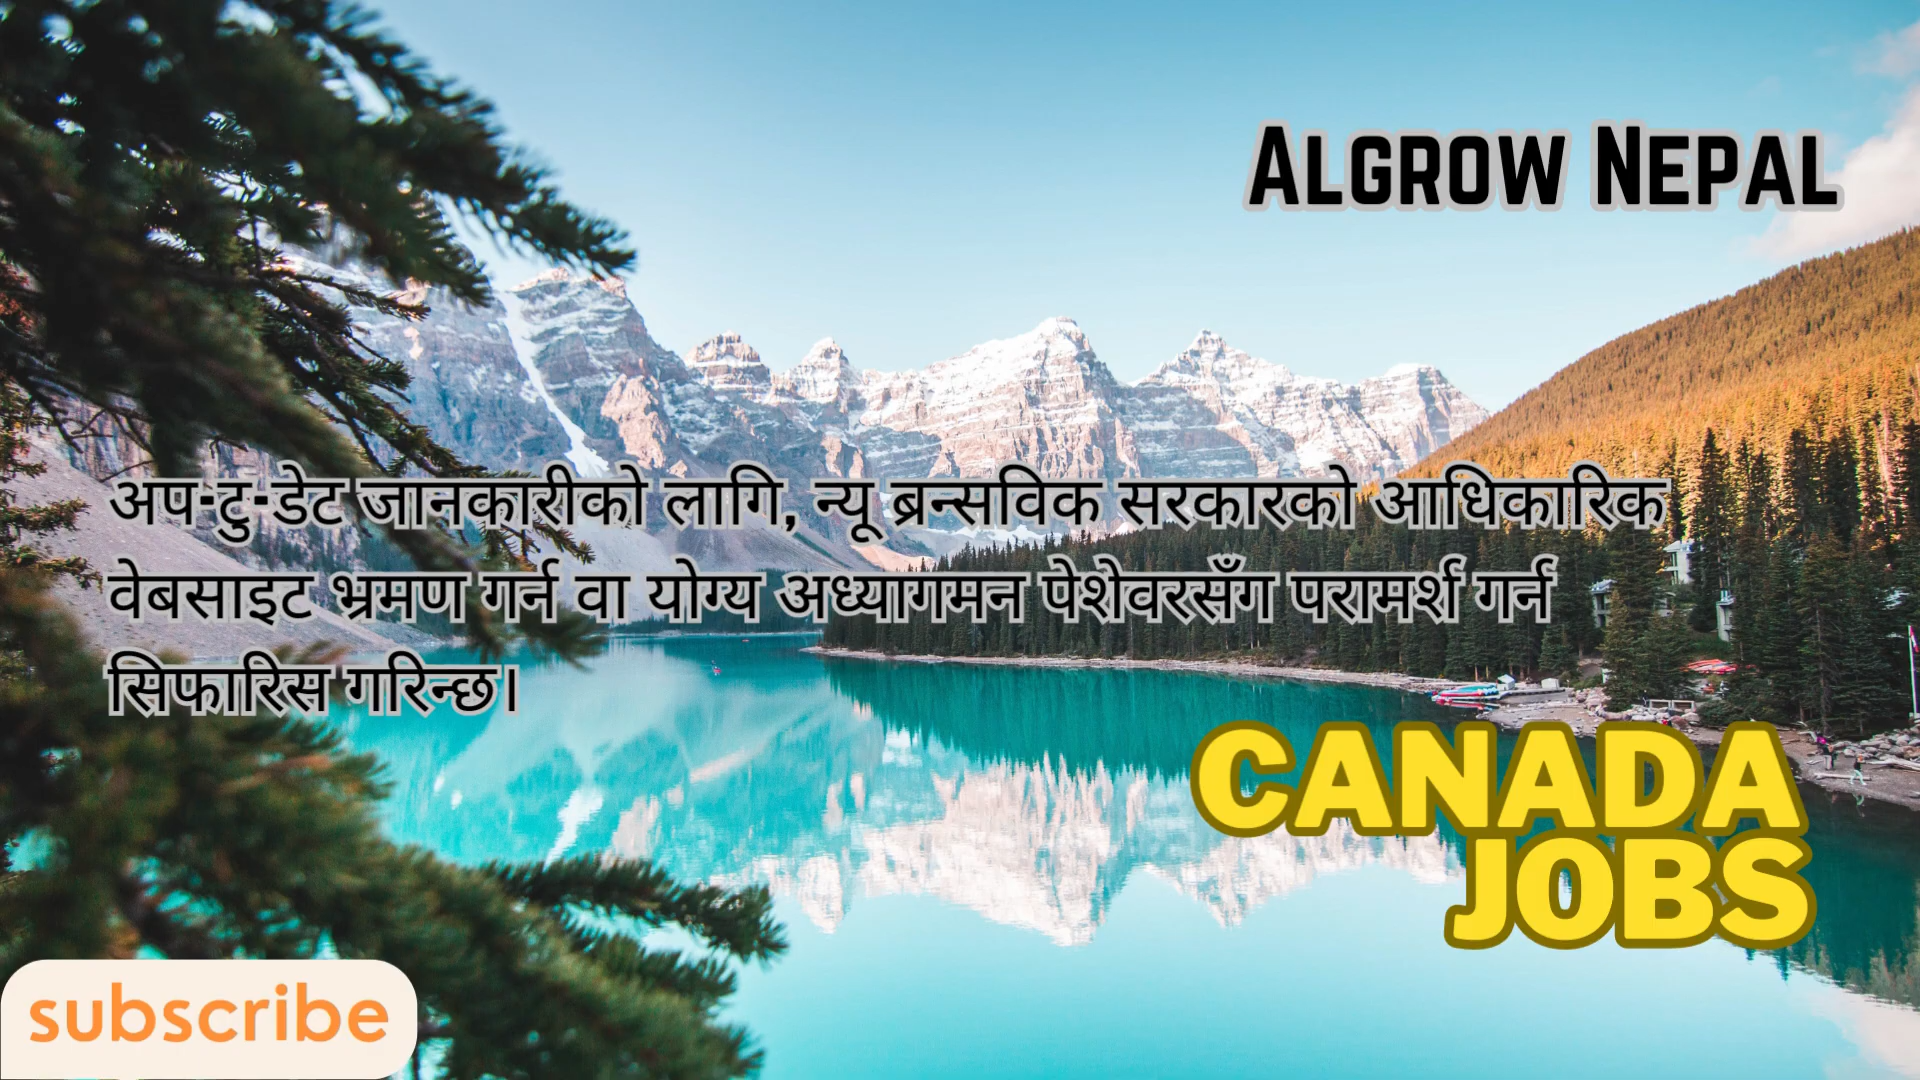 ALGROW NEPAL
अप-टु-डेट जानकारीको लागि, न्यू ब्रन्सविक सरकारको आधिकारिक
वेबसाइट भ्रमण गर्न वा योग्य अध्यागमन पेशेवरसँग परामर्श गर्न
सिफारिस गरिन्छ।
CANADA
JOBS
subscribe